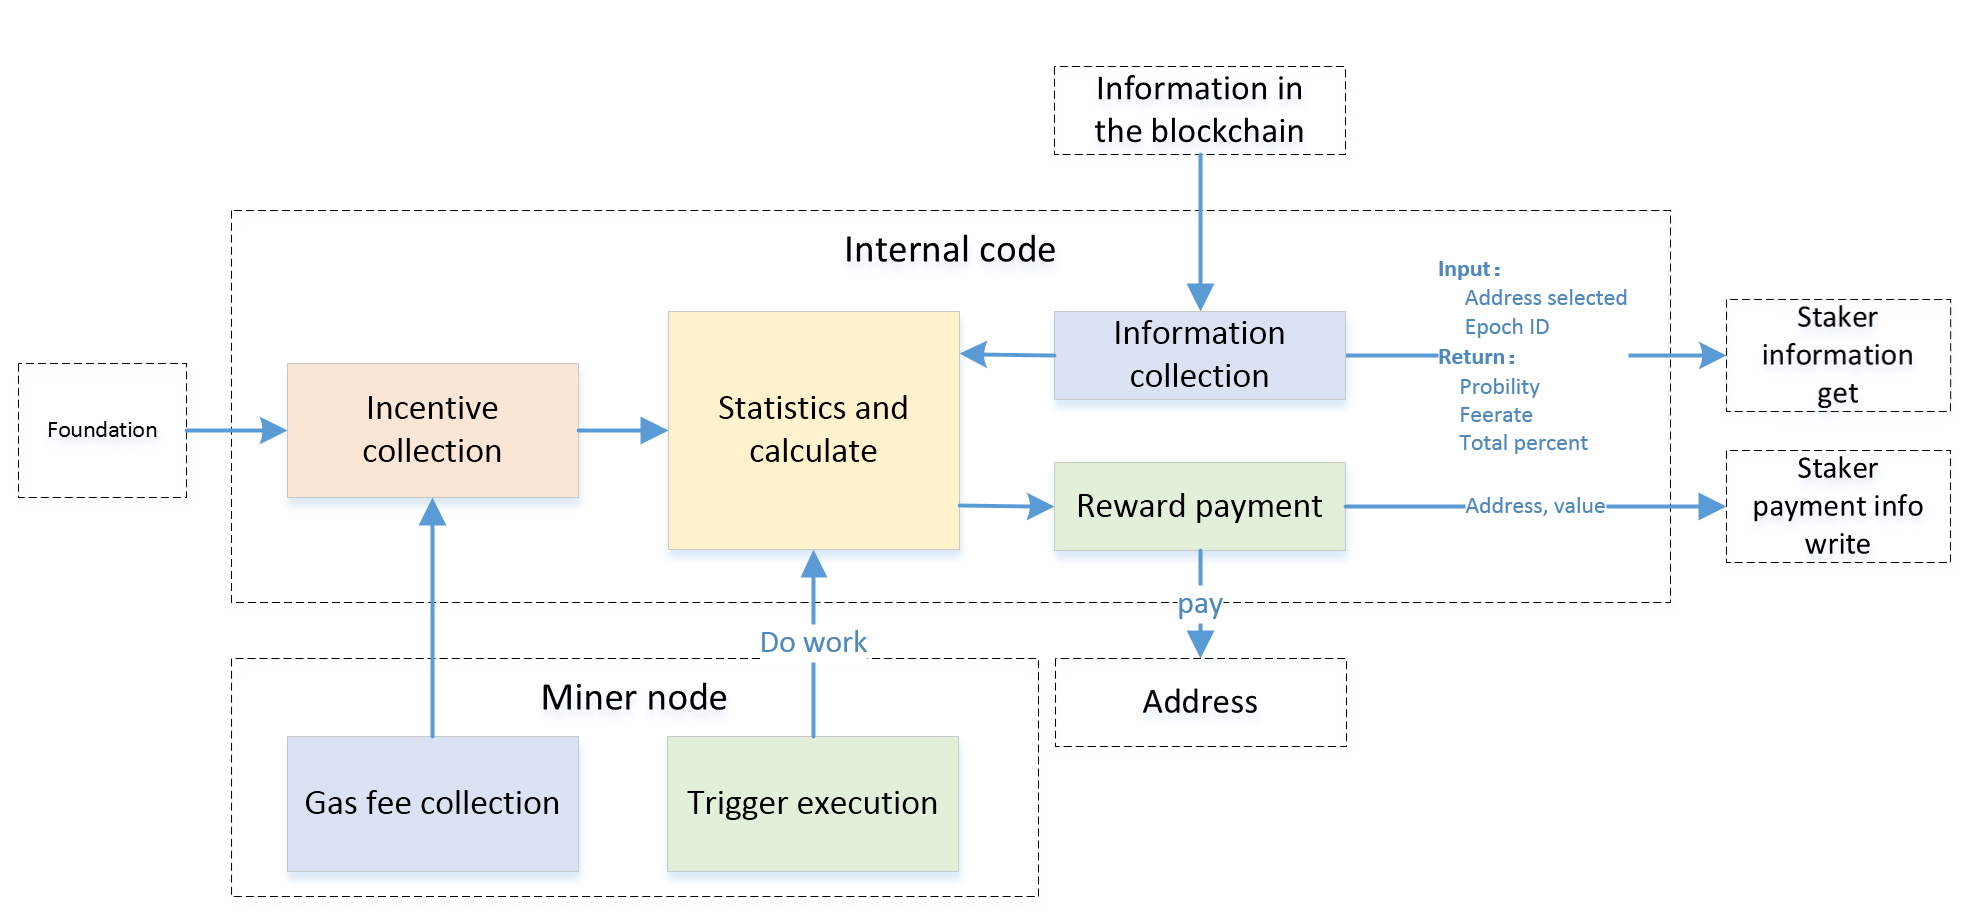 Information in
the blockchain
Internal code
Input:
Address selected
Epoch ID
Return:
Probility
Feerate
Total percent
Information
collection
Staker
information
get
Foundation
Incentive
collection
Statistics and
calculate
Reward payment
Address, value
Staker
payment info
write
pay
Do work
Miner node
Address
Gas fee collection
Trigger execution